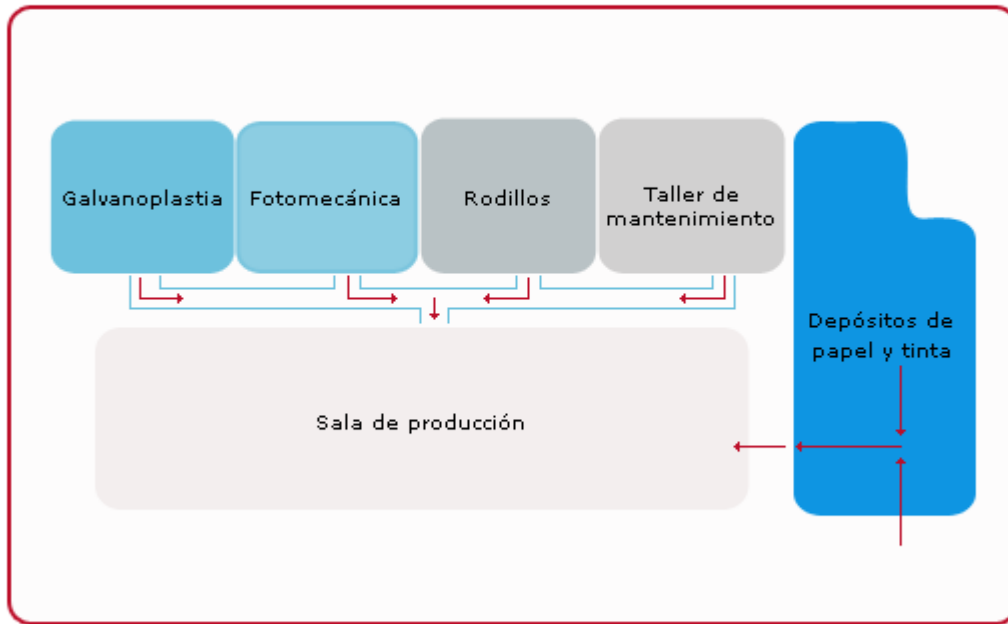 Galvanoplastia
Fotomecánica
Rodillos
Taller de
mantenimiento
Depósitos de
papel y tinta
Sala de producción